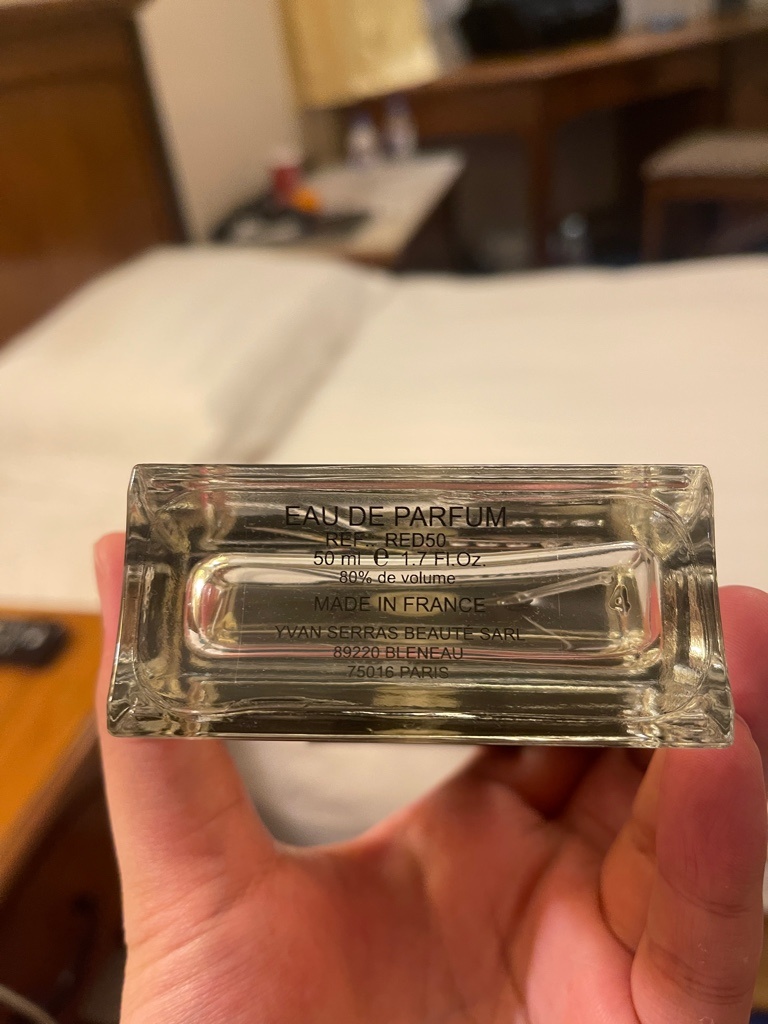 EAU DE PARFUM
REF.: RED50
50 ml ℮ 1.7 Fl.Oz.
80% de volume
MADE IN FRANCE
4
YVAN SERRAS BEAUTE SARL
89220 BLENEAU
75016 PARIS